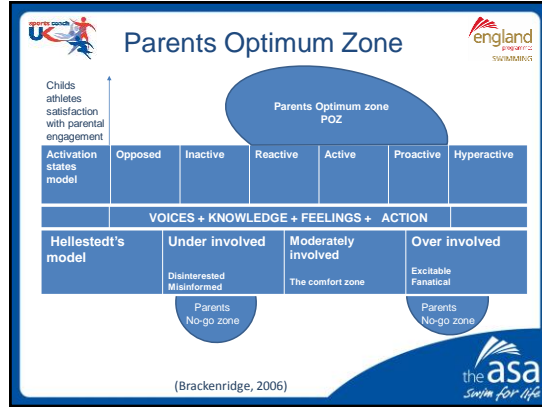 sports coach
UK
Parents Optimum Zone
england
programmes
SWIMMING
Childs
athletes
satisfaction
with parental
engagement
Parents Optimum zone
POZ
Activation
states
model
Opposed
Inactive
Reactive
Active
Proactive
Hyperactive
VOICES + KNOWLEDGE + FEELINGS + ACTION
Hellestedt's
model
Under involved
Disinterested
Misinformed
Moderately
involved
The comfort zone
Over involved
Excitable
Fanatical
Parents
No-go zone
Parents
No-go zone
(Brackenridge, 2006)
the asa
Swim for life